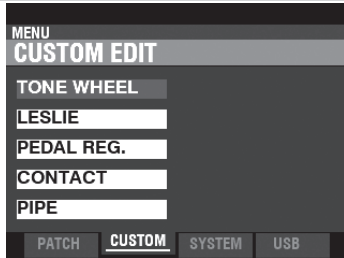 MENU
CUSTOM EDIT
TONE WHEEL
LESLIE
PEDAL REG.
CONTACT
PIPE
PATCH CUSTOM SYSTEM USB